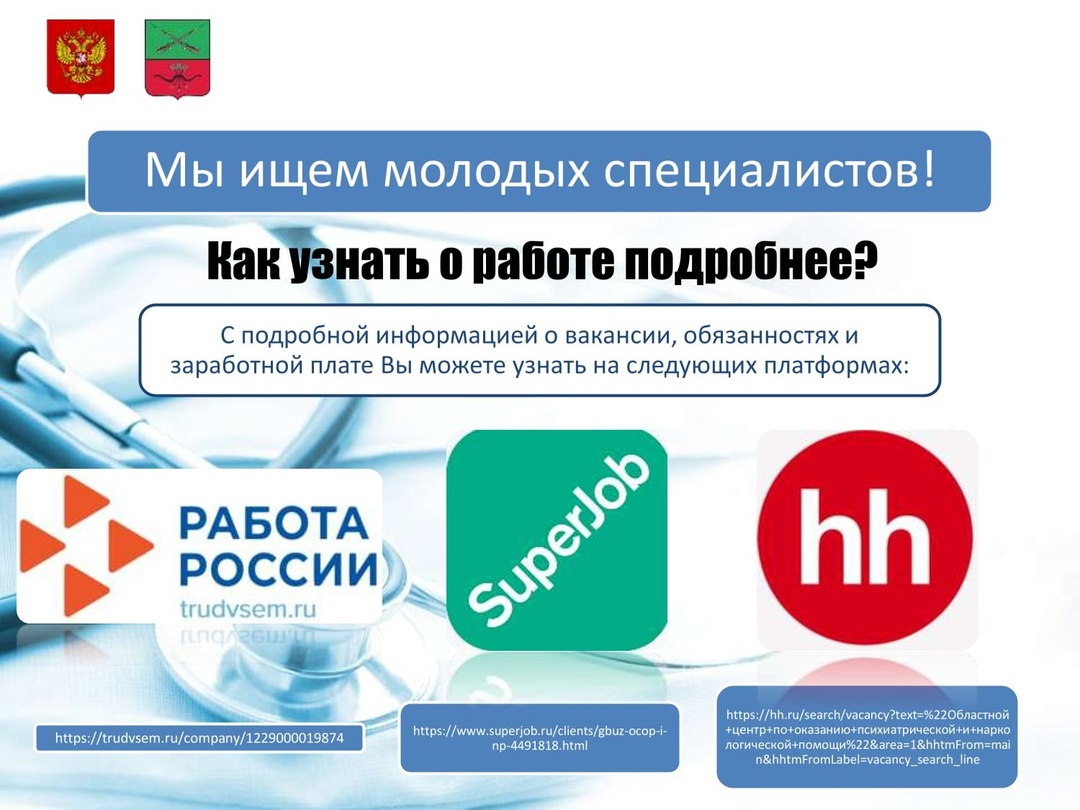 Мы ищем молодых специалистов!
Как узнать о работе подробнее?
С подробной информацией о вакансии, обязанностях и
заработной плате Вы можете узнать на следующих платформах:
РАБОТА
РОССИИ
trudvsem.ru
SuperJob
hh
https://trudvsem.ru/company/1229000019874
https://www.superjob.ru/clients/gbuz-ocop-i-
np-4491818.html
https://hh.ru/search/vacancy?text=%22Областной
+центр+по+оказанию+психиатрической+и+нарко
логической+помощи%22&area=1&hhtmFrom=mai
n&hhtmFromLabel=vacancy_search_line